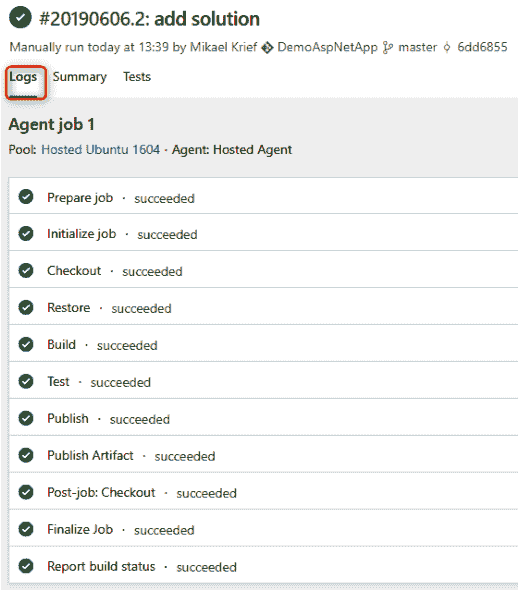 #20190606.2: add solution
Manually run today at 13:39 by Mikael Krief DemoAspNetApp master 6dd6855
Logs Summary Tests
Agent job 1
Pool: Hosted Ubuntu 1604 · Agent: Hosted Agent
Prepare job · succeeded
Initialize job · succeeded
Checkout · succeeded
Restore · succeeded
Build · succeeded
Test · succeeded
Publish · succeeded
Publish Artifact · succeeded
Post-job: Checkout · succeeded
Finalize Job · succeeded
Report build status · succeeded